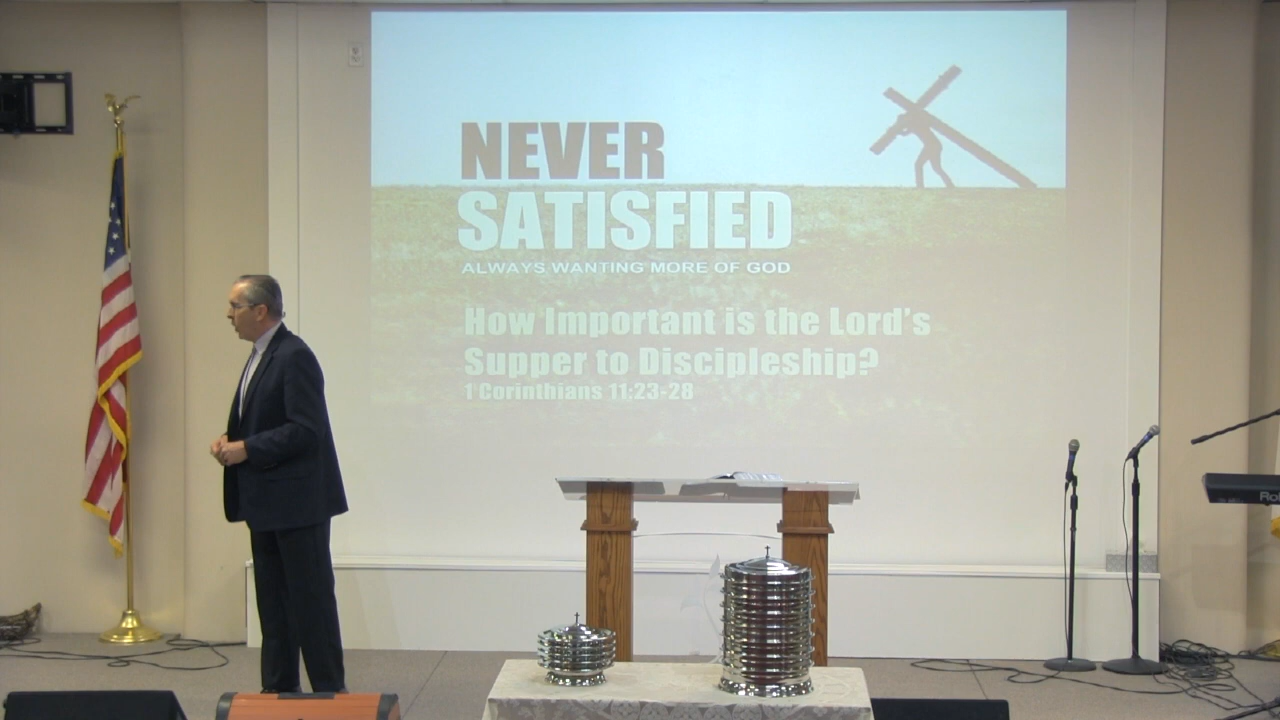 NEVER
SATISFIED
ALWAYS WANTING MORE OF GOD
How Important is the Lord's
Supper to Discipleship?
1 Corinthians 11:23-28
Rol